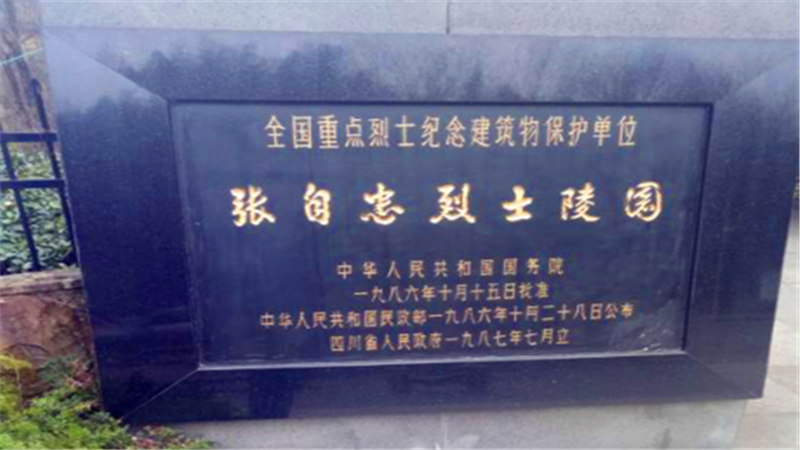 全国重点烈士纪念建筑物保护单位
张自忠烈士陵园
中华人民共和国国务院
一九八六年十月十五日批准
中华人民共和国民政部一九八六年十月二十八日公布
四川省人民政府一九八七年七月立